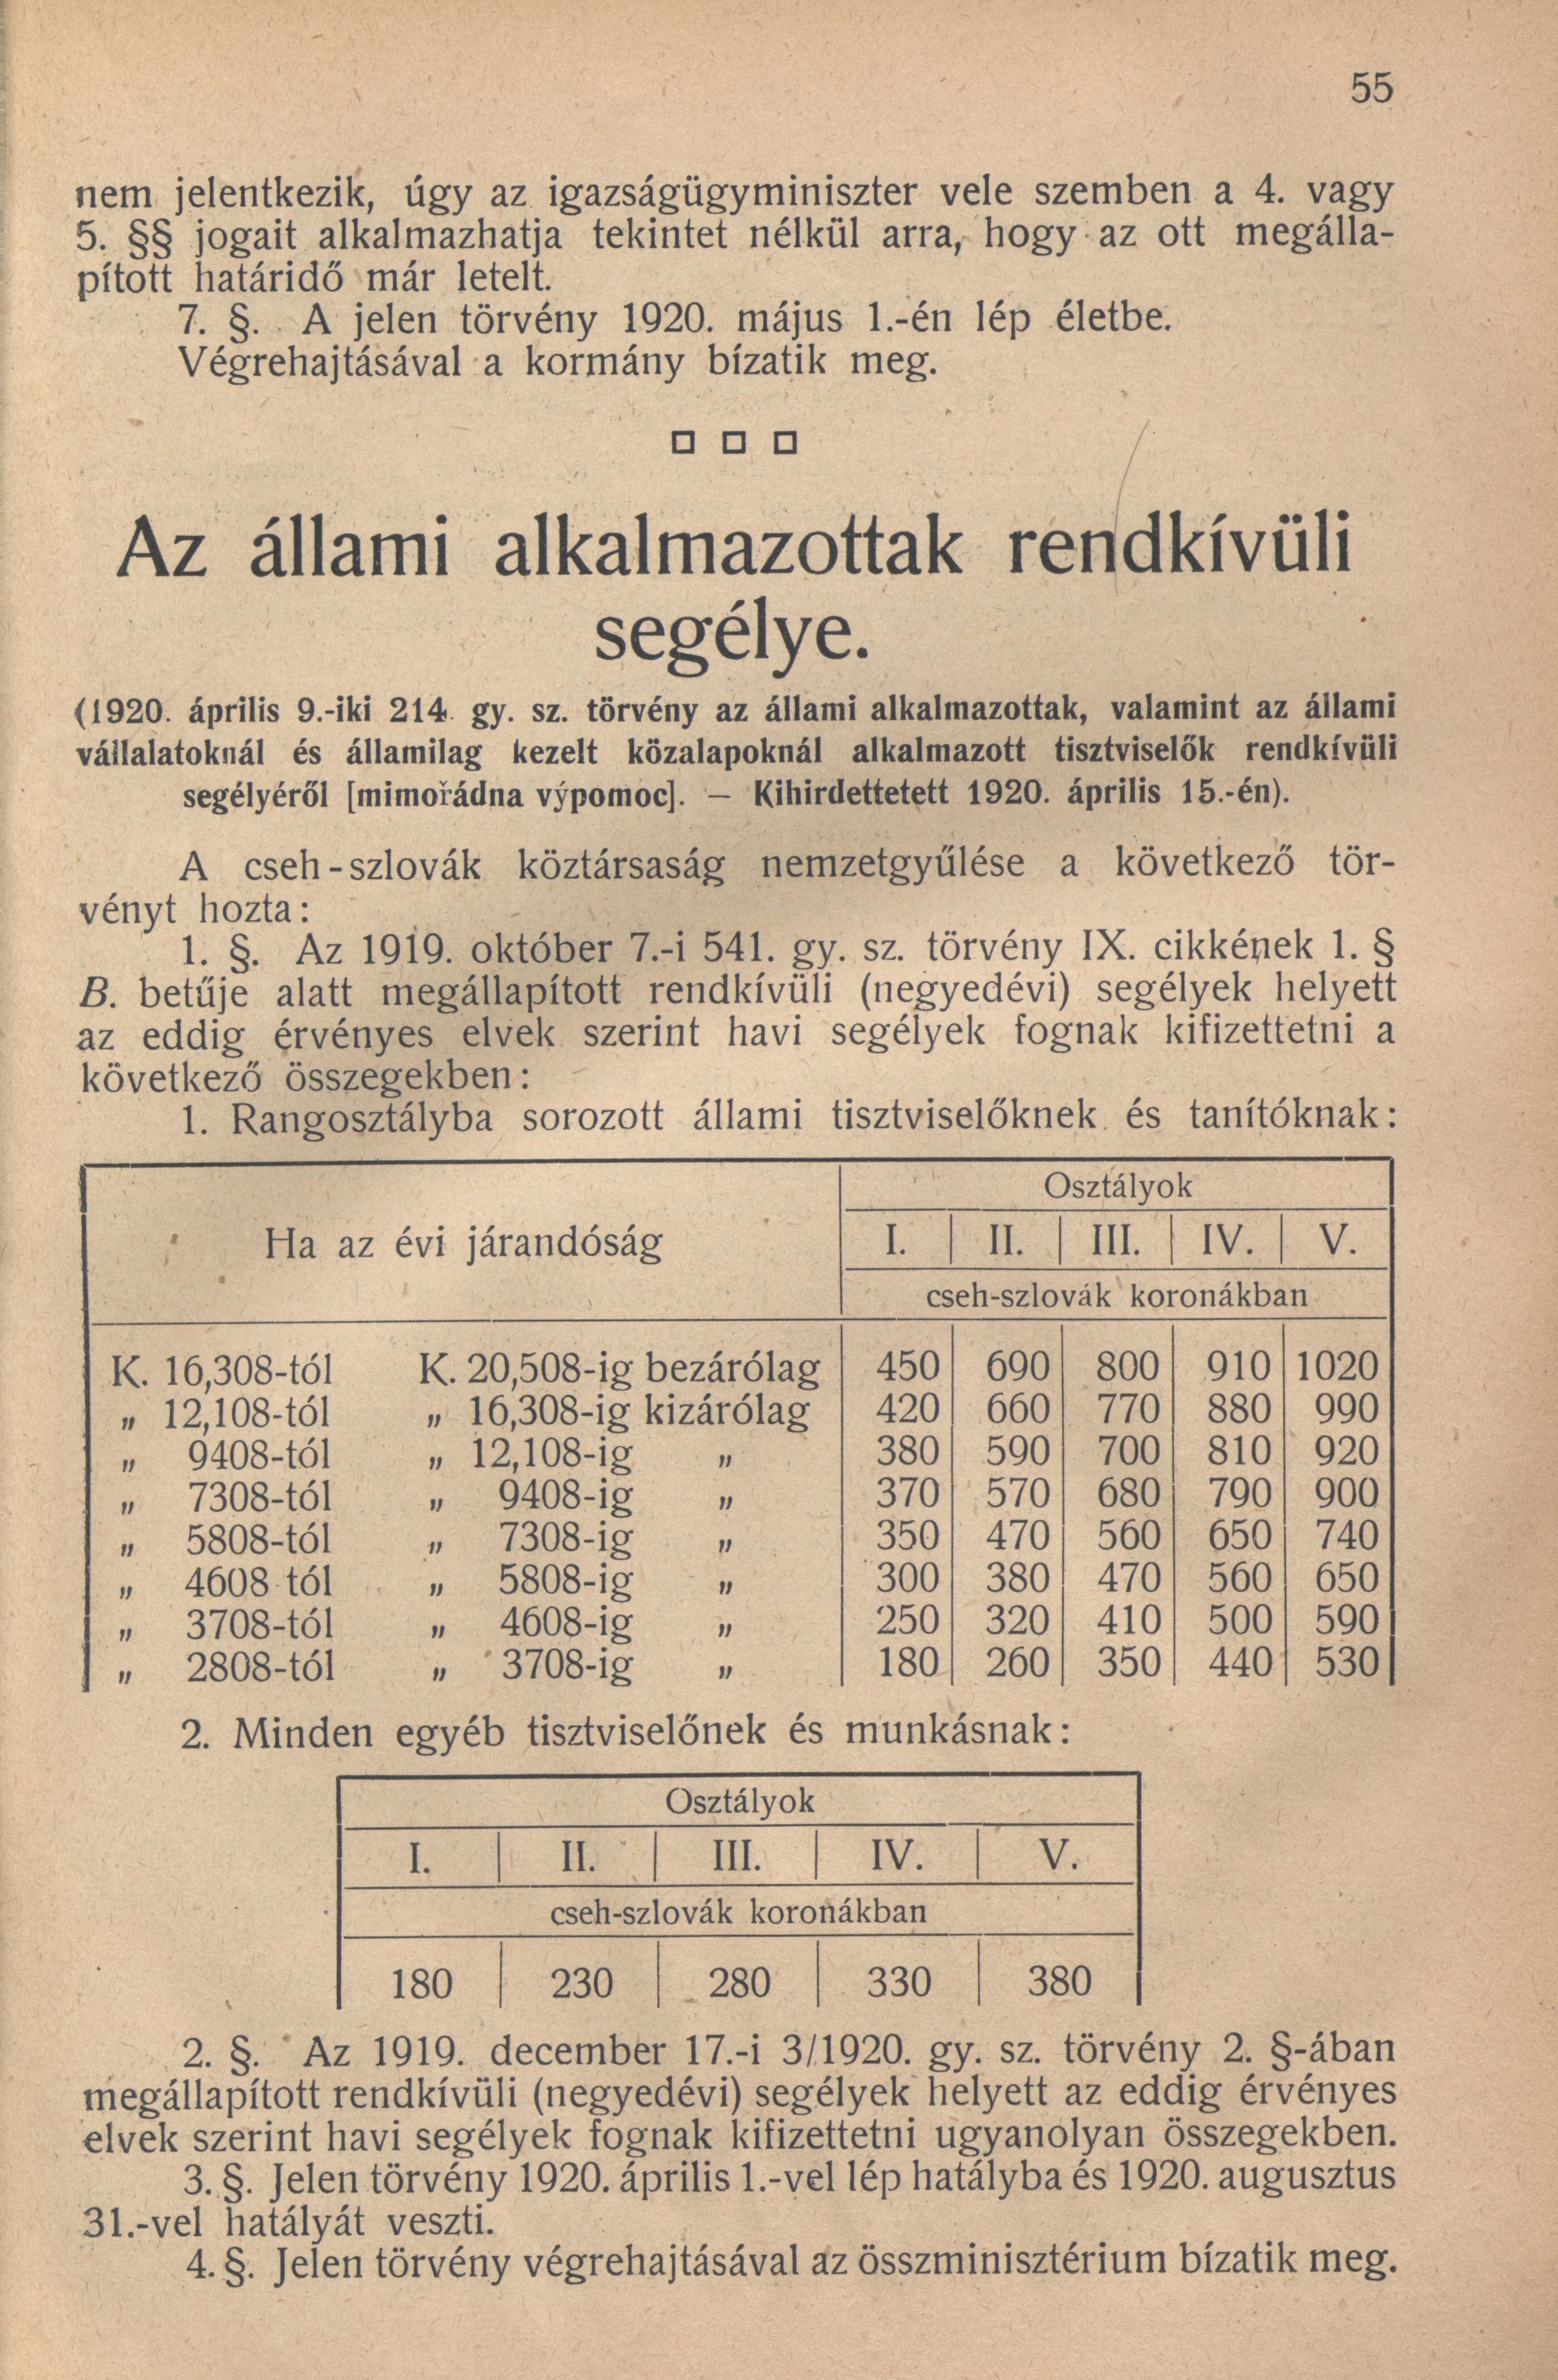 55
nem jelentkezik, úgy az igazságügyminiszter vele szemben a 4. vagy
5. §§ jogait alkalmazhatja tekintet nélkül arra, hogy az ott megálla-
pított határidő már letelt.
7. §. A jelen törvény 1920. május 1.-én lép életbe.
Végrehajtásával a kormány bízatik meg.
Az állami alkalmazottak rendkívüli
segélye.
(1920. április 9.-iki 214. gy. sz. törvény az állami alkalmazottak, valamint az állami
vállalatoknál és államilag kezelt közalapoknál alkalmazott tisztviselők rendkívüli
segélyéről [mimořádna výpomoc]. — Kihirdettetett 1920. április 15.-én).
A cseh-szlovák köztársaság nemzetgyűlése a következő tör-
vényt hozta:
1. §. Az 1919. október 7.-i 541. gy. sz. törvény IX. cikkének 1. §
B. betűje alatt megállapított rendkívüli (negyedévi) segélyek helyett
az eddig érvényes elvek szerint havi segélyek fognak kifizettetni a
következő összegekben:
1. Rangosztályba sorozott állami tisztviselőknek és tanítóknak:
Osztályok
Ha az évi járandóság I. II. III. IV. V.
cseh-szlovák koronákban
K. 16,308-tól K. 20,508-ig bezárólag 450 690 800 910 1020
„ 12,108-tól „ 16,308-ig kizárólag 420 660 770 880 990
„ 9408-tól „ 12,108-ig „ 380 590 700 810 920
„ 7308-tól „ 9408-ig „ 370 570 680 790 900
„ 5808-tól „ 7308-ig „ 350 470 560 650 740
„ 4608 tól „ 5808-ig „ 300 380 470 560 650
„ 3708-tól „ 4608-ig „ 250 320 410 500 590
„ 2808-tól „ 3708-ig „ 180 260 350 440 530
2. Minden egyéb tisztviselőnek és munkásnak:
Osztályok
I. II. III. IV. V.
cseh-szlovák koronákban
180 230 280 330 380
2. §. Az 1919. december 17.-i 3/1920. gy. sz. törvény 2. §-ában
megállapított rendkívüli (negyedévi) segélyek helyett az eddig érvényes
elvek szerint havi segélyek fognak kifizettetni ugyanolyan összegekben.
3. §. Jelen törvény 1920. április 1.-vel lép hatályba és 1920. augusztus
31.-vel hatályát veszti.
4. §. Jelen törvény végrehajtásával az összminisztérium bízatik meg.